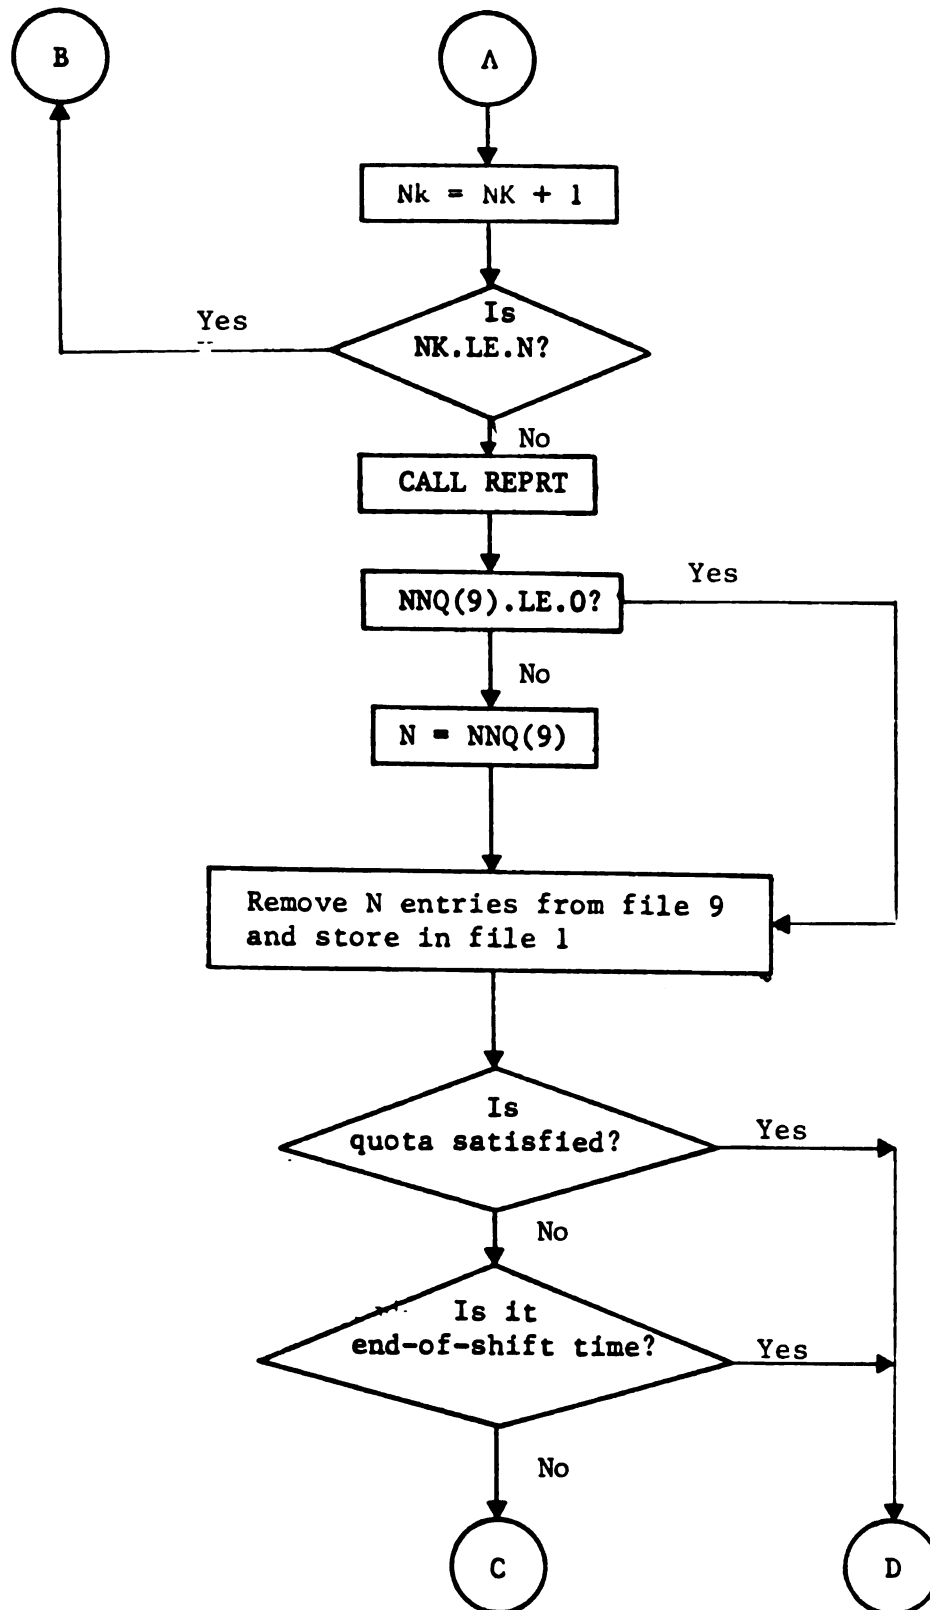 B
A
Nk = NK + 1
Is
NK.LE.N?
Yes
No
CALL REPRT
NNQ(9).LE.0?
Yes
No
N = NNQ(9)
Remove N entries from file 9
and store in file 1
Is
quota satisfied?
Yes
No
Is it
end-of-shift time?
Yes
No
C
D